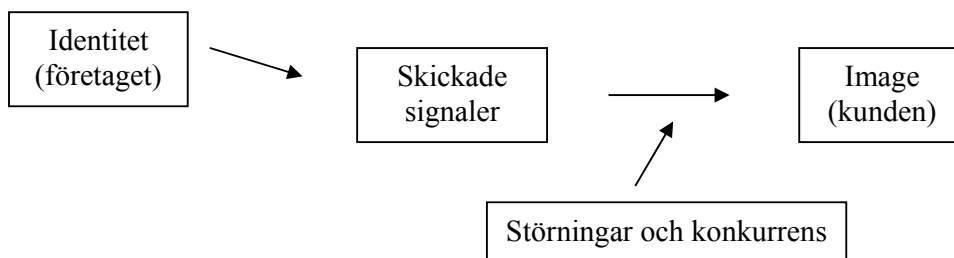 Identitet
(företaget)
Skickade
signaler
Image
(kunden)
Störningar och konkurrens